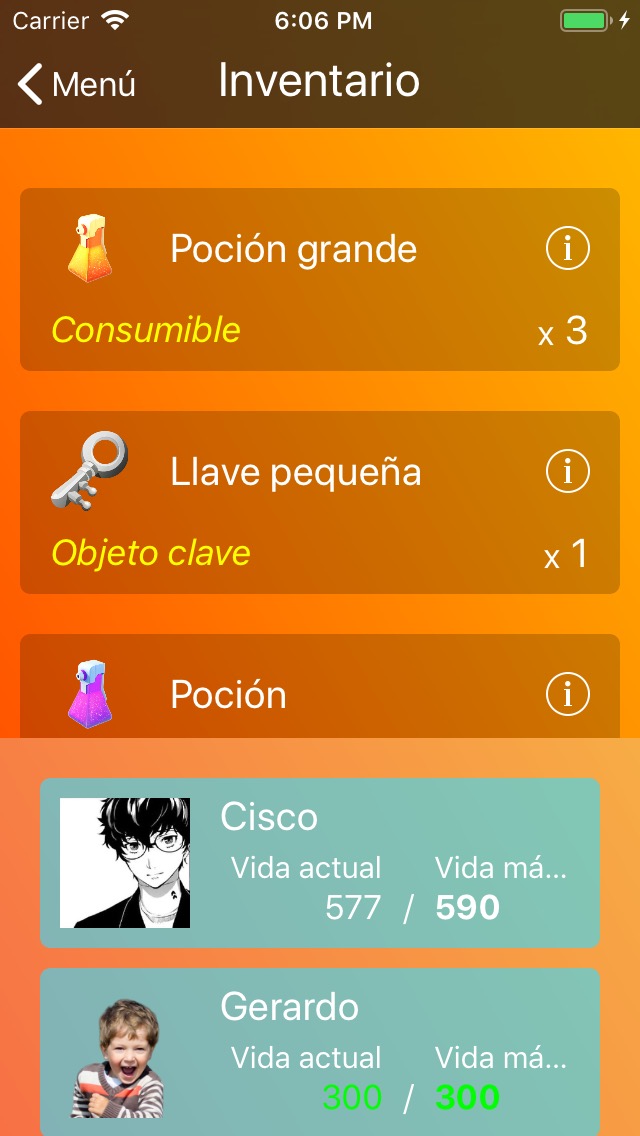 Carrier 6:06 PM
Menú Inventario
Poción grande
Consumible x 3
Llave pequeña
Objeto clave x 1
Poción
Cisco
Vida actual Vida má...
577 / 590
Gerardo
Vida actual Vida má...
300 / 300